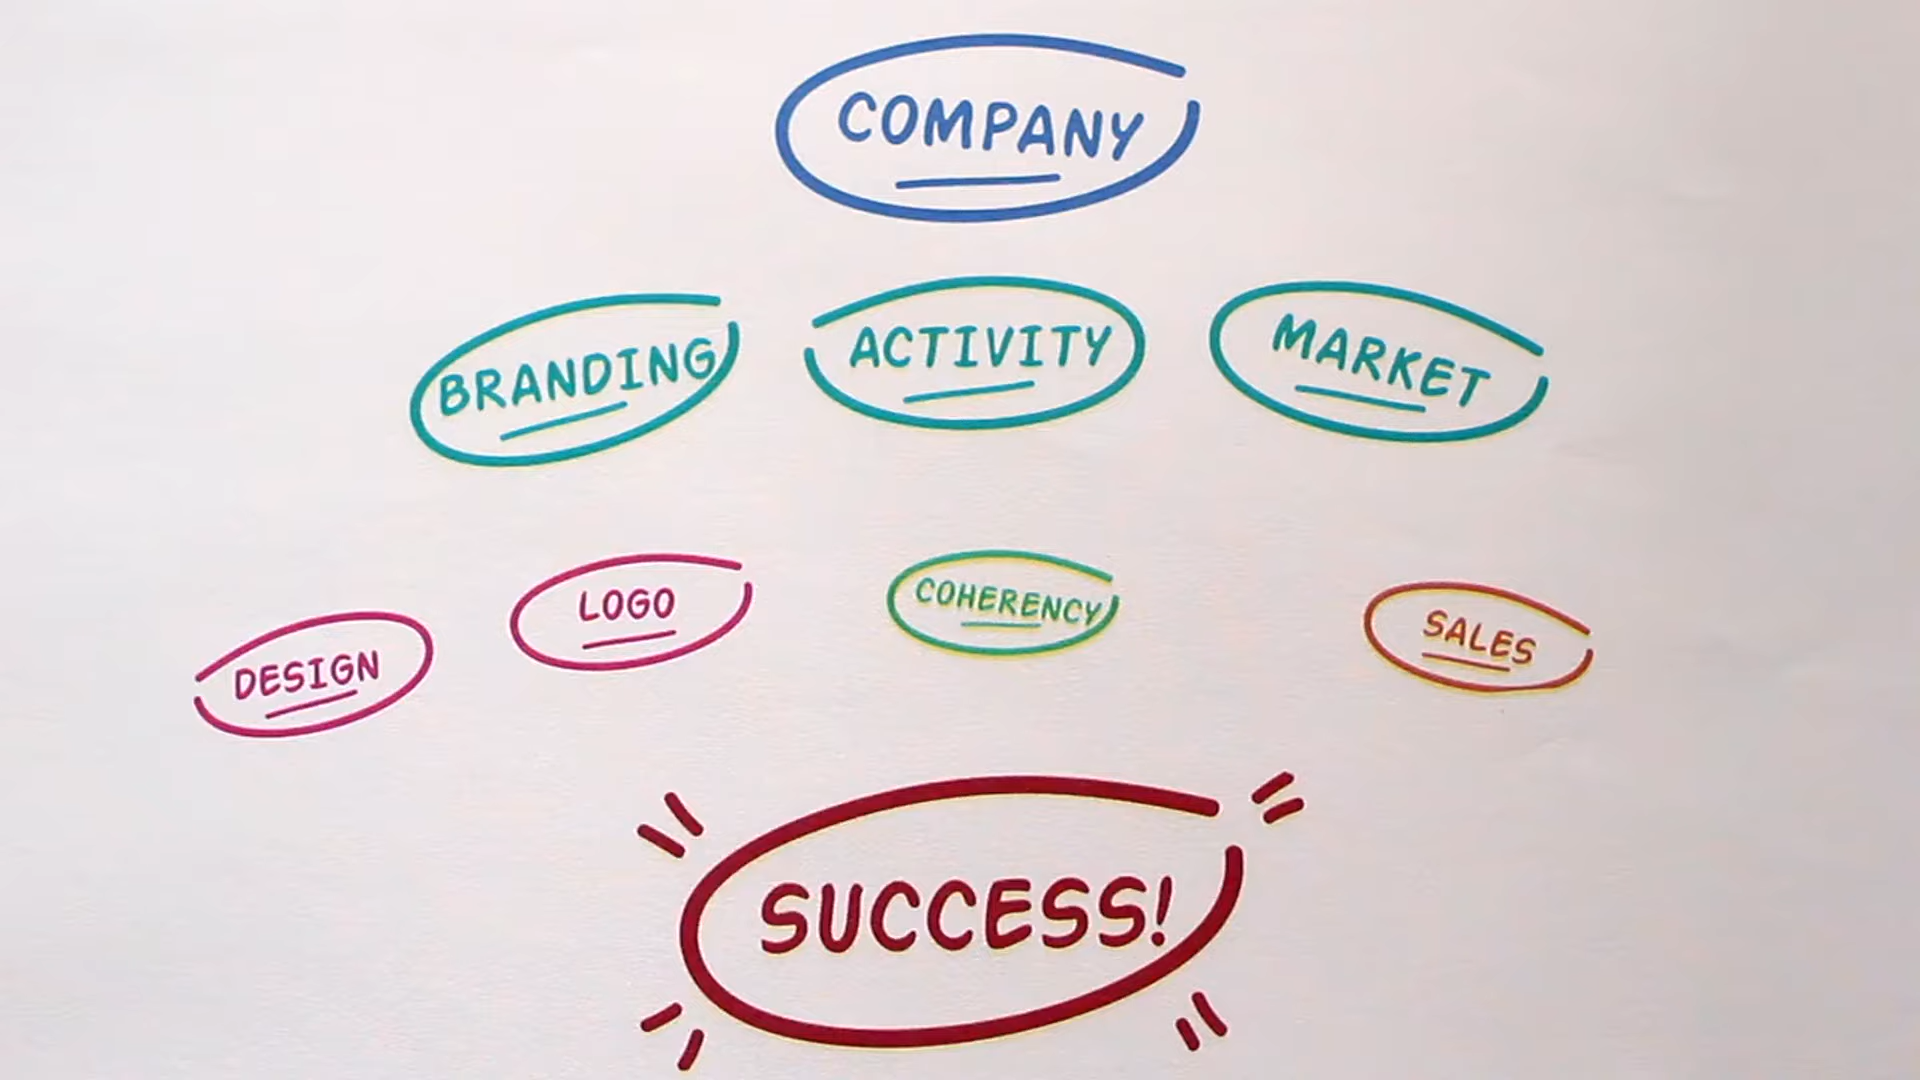 COMPANY
BRANDING ACTIVITY MARKET
DESIGN LOGO COHERENCY SALES
SUCCESS!